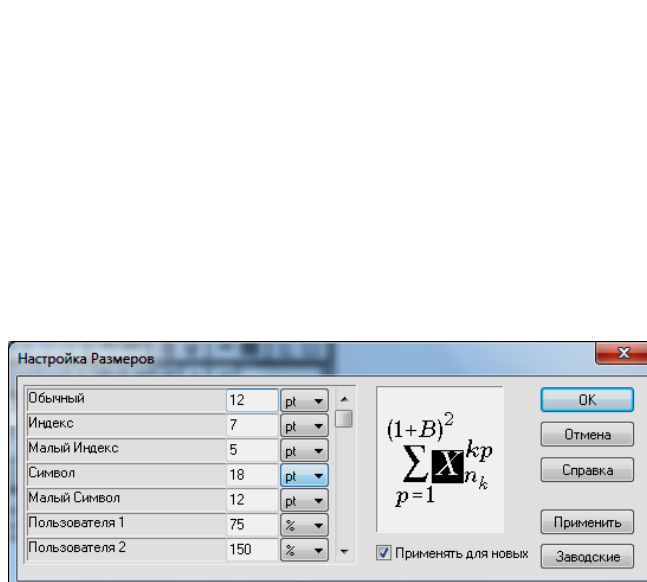 Настройка Размеров
Обычный 12 pt
Индекс 7 pt
Малый Индекс 5 pt
Символ 18 pt
Малый Символ 12 pt
Пользователя 1 75 %
Пользователя 2 150 %
(1+B)²
∑ X kp n k
p=1
Применять для новых
OK
Отмена
Справка
Применить
Заводские